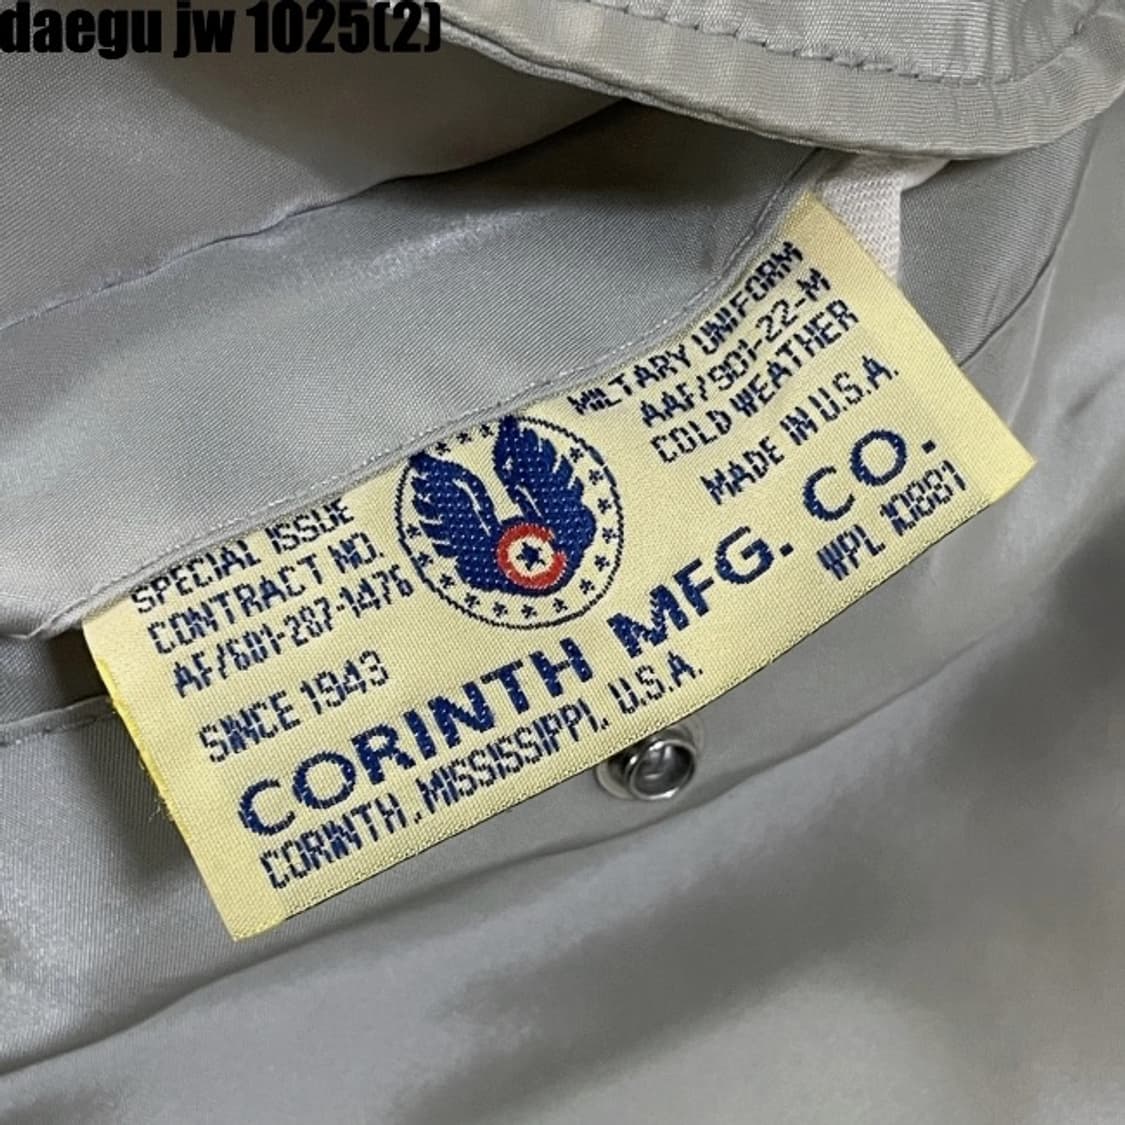 daegu jw 1025(2)
SPECIAL ISSUE
CONTRACT NO.
AF/601-287-1476
SINCE 1943
MILTARY UNIFORM
AAF/901-22-M
COLD WEATHER
MADE IN U.S.A.
CORINTH MFG. CO.
CORINTH, MISSISSIPPI, U.S.A.
WPL 10881